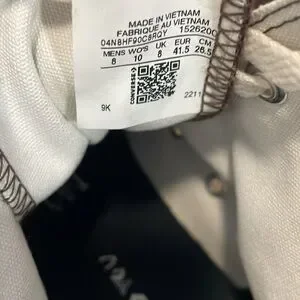 MADE IN VIETNAM
FABRIQUE AU VIETNAM
04N8HF90C8RQY 152620C
MENS WO'S UK EUR CM
8 10 8 41.5 26.5
CONVERSE
9K 2211